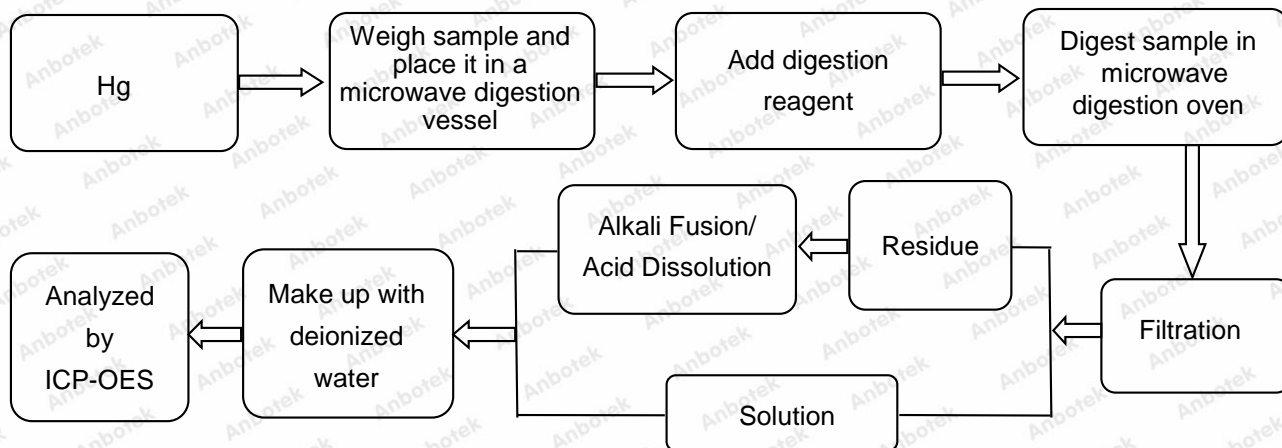 Hg
Weigh sample and
place it in a
microwave digestion
vessel
Add digestion
reagent
Digest sample in
microwave
digestion oven
Filtration
Residue
Alkali Fusion/
Acid Dissolution
Solution
Make up with
deionized
water
Analyzed
by
ICP-OES
Anbotek